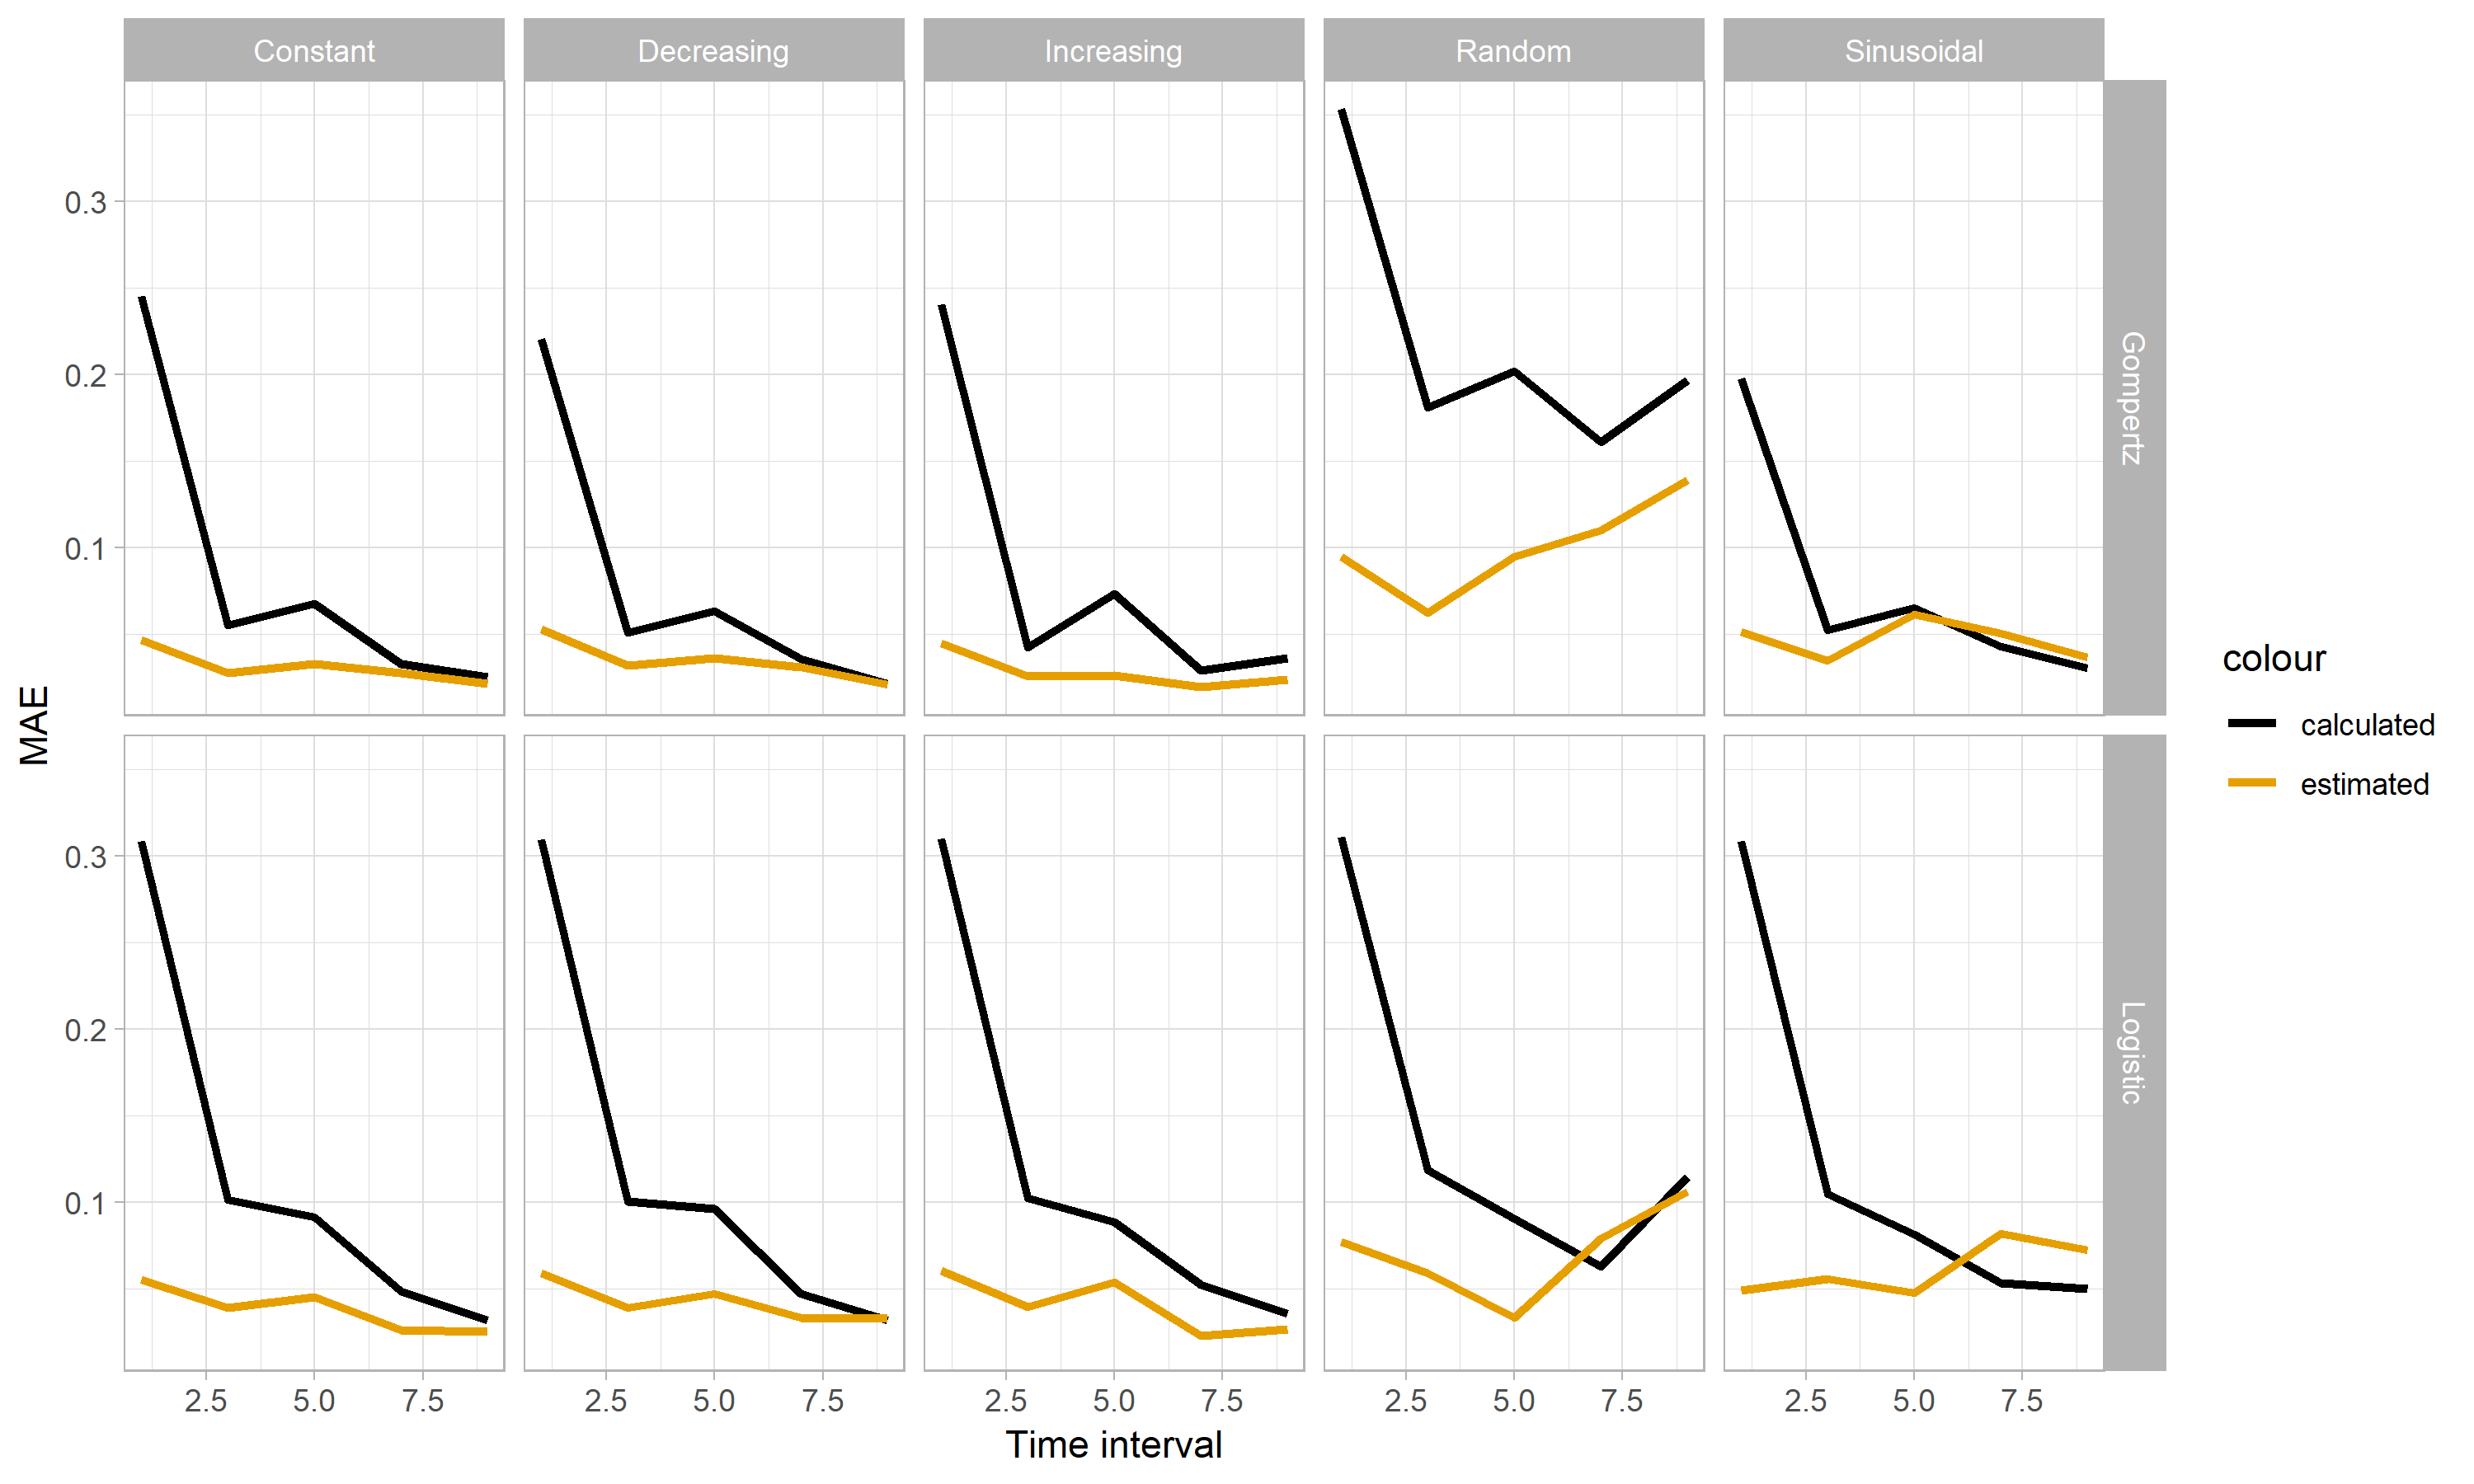 Constant Decreasing Increasing Random Sinusoidal
0.3
0.2
0.1
Gompertz
MAE
0.3
0.2
0.1
Logistic
2.5 5.0 7.5 2.5 5.0 7.5 2.5 5.0 7.5 2.5 5.0 7.5 2.5 5.0 7.5
Time interval
colour
calculated
estimated